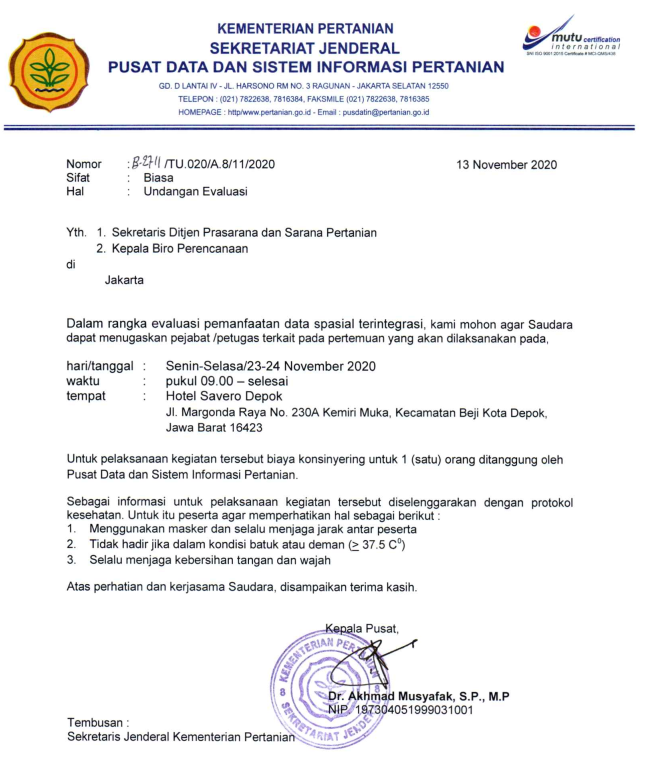 KEMENTERIAN PERTANIAN
SEKRETARIAT JENDERAL
PUSAT DATA DAN SISTEM INFORMASI PERTANIAN
GD. D LANTAI IV - JL. HARSONO RM NO. 3 RAGUNAN - JAKARTA SELATAN 12550
TELEPON : (021) 7822638, 7816384, FAKSMILE (021) 7822638, 7816385
HOMEPAGE : http/www.pertanian.go.id - Email : pusdatin@pertanian.go.id
mutu certification
international
SNI ISO 9001:2015 Certificate # MCI-QMS/436
Nomor : B-2711 /TU.020/A.8/11/2020 13 November 2020
Sifat : Biasa
Hal : Undangan Evaluasi
Yth. 1. Sekretaris Ditjen Prasarana dan Sarana Pertanian
2. Kepala Biro Perencanaan
di
Jakarta
Dalam rangka evaluasi pemanfaatan data spasial terintegrasi, kami mohon agar Saudara
dapat menugaskan pejabat /petugas terkait pada pertemuan yang akan dilaksanakan pada,
hari/tanggal : Senin-Selasa/23-24 November 2020
waktu : pukul 09.00 – selesai
tempat : Hotel Savero Depok
Jl. Margonda Raya No. 230A Kemiri Muka, Kecamatan Beji Kota Depok,
Jawa Barat 16423
Untuk pelaksanaan kegiatan tersebut biaya konsinyering untuk 1 (satu) orang ditanggung oleh
Pusat Data dan Sistem Informasi Pertanian.
Sebagai informasi untuk pelaksanaan kegiatan tersebut diselenggarakan dengan protokol
kesehatan. Untuk itu peserta agar memperhatikan hal sebagai berikut :
1. Menggunakan masker dan selalu menjaga jarak antar peserta
2. Tidak hadir jika dalam kondisi batuk atau deman (≥ 37.5 C⁰)
3. Selalu menjaga kebersihan tangan dan wajah
Atas perhatian dan kerjasama Saudara, disampaikan terima kasih.
Kepala Pusat,
KEMENTERIAN PERTANIAN
SEKRETARIAT JENDERAL
Dr. Akhmad Musyafak, S.P., M.P
NIP. 197304051999031001
Tembusan :
Sekretaris Jenderal Kementerian Pertanian